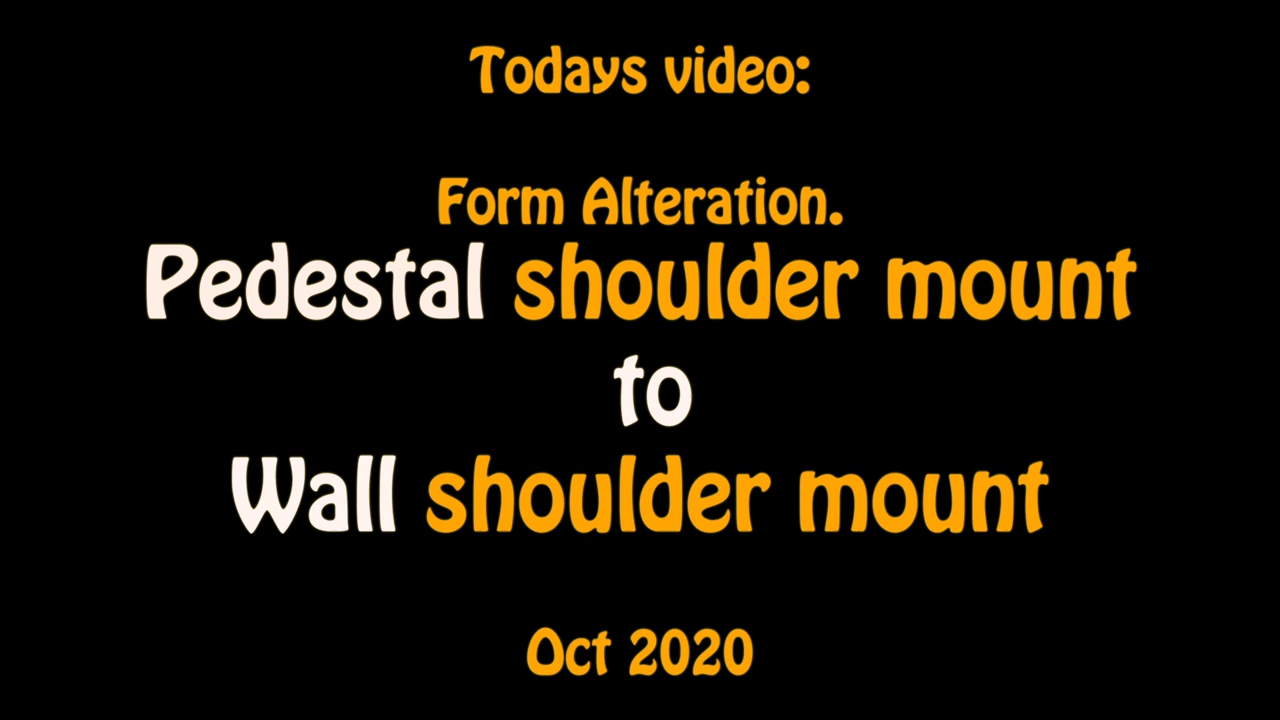 Todays video:
Form Alteration.
Pedestal shoulder mount
to
Wall shoulder mount
Oct 2020